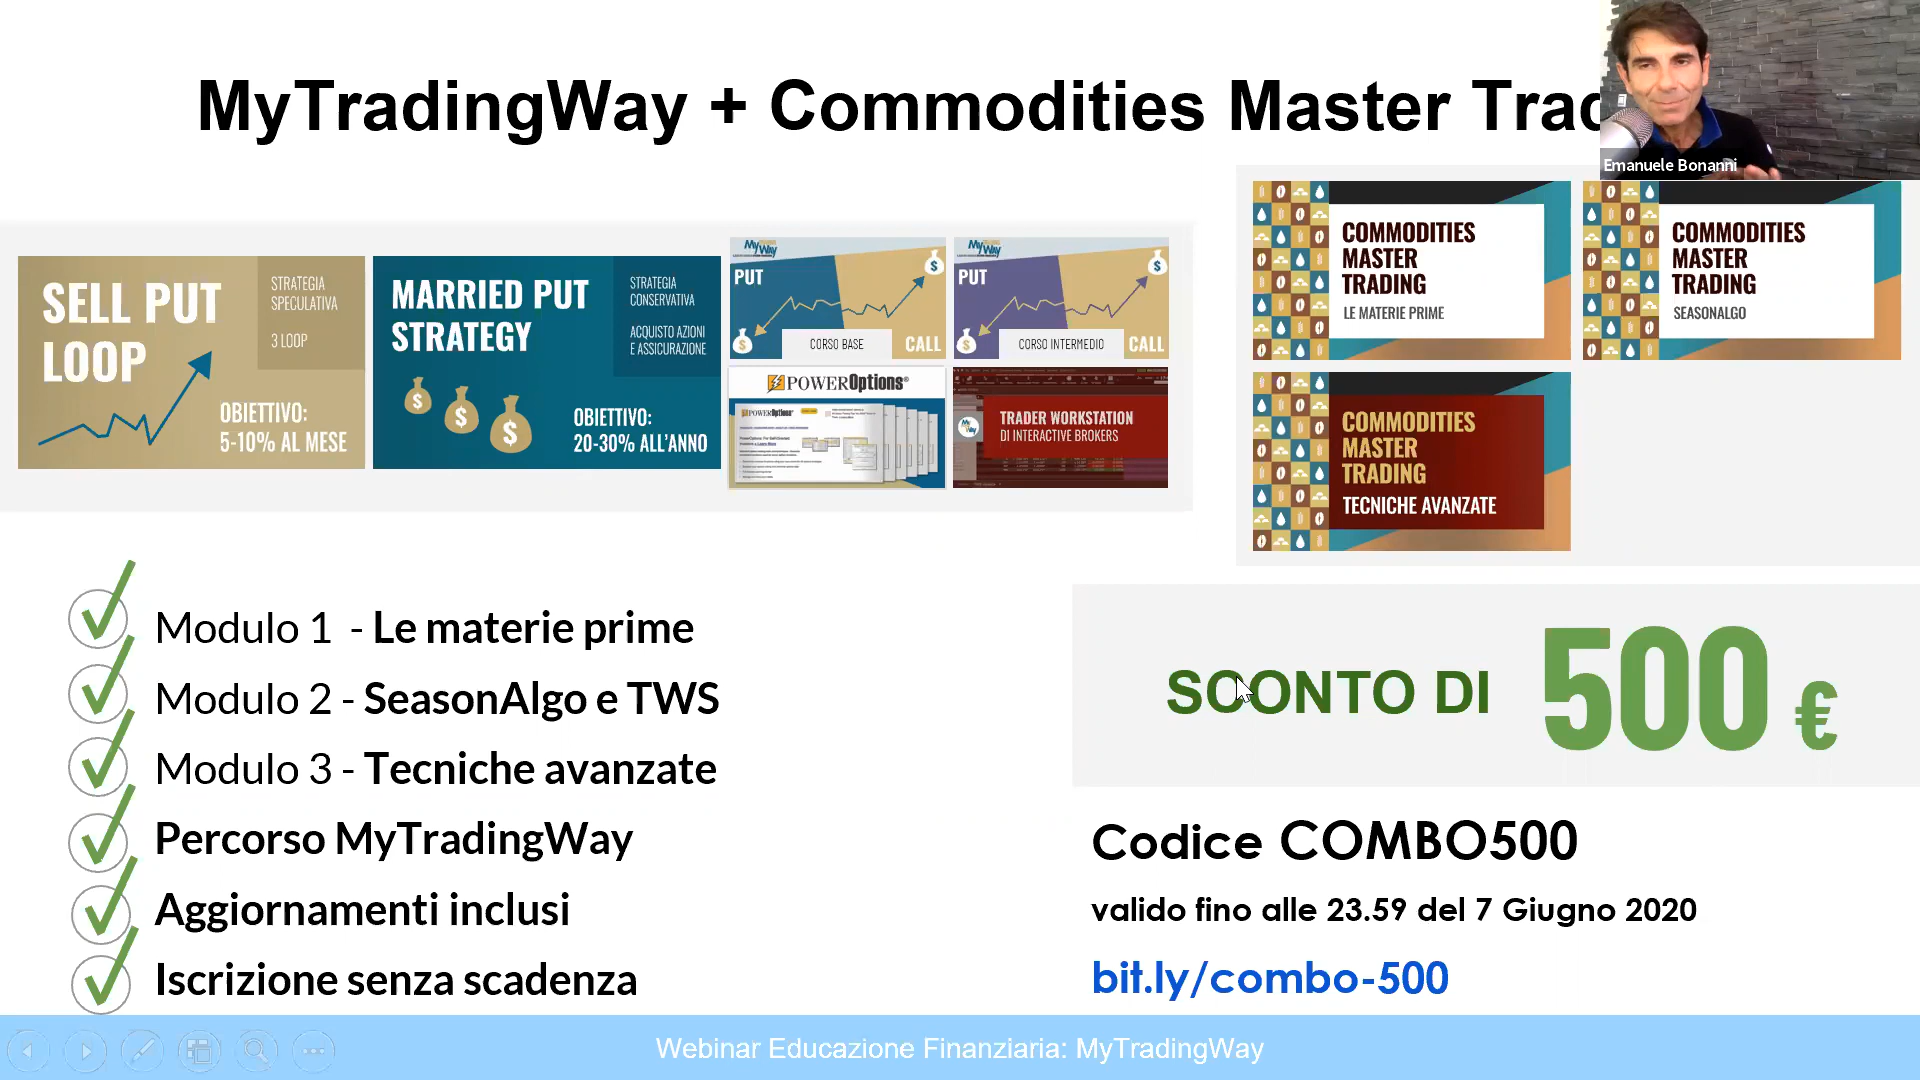 MyTradingWay + Commodities Master Trad
Emanuele Bonanni
SELL PUT
LOOP
STRATEGIA
SPECULATIVA
3 LOOP
OBIETTIVO:
5-10% AL MESE
MARRIED PUT
STRATEGY
STRATEGIA
CONSERVATIVA
ACQUISTO AZIONI
E ASSICURAZIONE
OBIETTIVO:
20-30% ALL'ANNO
My Way
PUT
CORSO BASE
CALL
My Way
PUT
CORSO INTERMEDIO
CALL
POWEROptions®
POWEROptions
TRADER WORKSTATION
DI INTERACTIVE BROKERS
COMMODITIES
MASTER
TRADING
LE MATERIE PRIME
COMMODITIES
MASTER
TRADING
SEASONALGO
COMMODITIES
MASTER
TRADING
TECNICHE AVANZATE
Modulo 1 - Le materie prime
Modulo 2 - SeasonAlgo e TWS
Modulo 3 - Tecniche avanzate
Percorso MyTradingWay
Aggiornamenti inclusi
Iscrizione senza scadenza
SCONTO DI 500 €
Codice COMBO500
valido fino alle 23.59 del 7 Giugno 2020
bit.ly/combo-500
Webinar Educazione Finanziaria: MyTradingWay